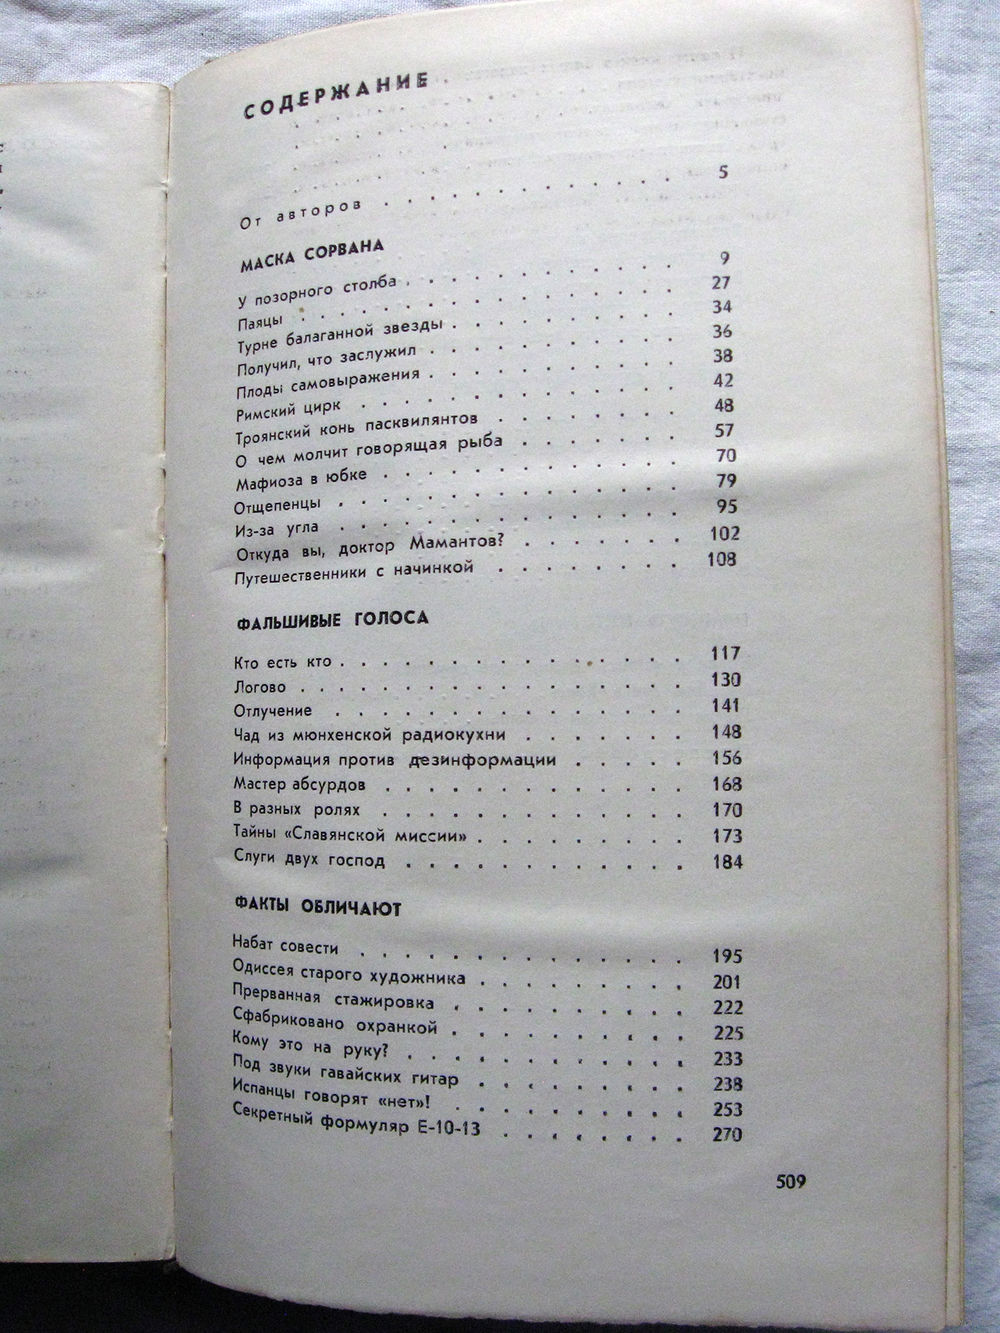 СОДЕРЖАНИЕ
От авторов . . . . . . . . . . . . . . 5
МАСКА СОРВАНА
У позорного столба . . . . . . . . . . . . 9
Паяцы . . . . . . . . . . . . . . . . 27
Турне балаганной звезды . . . . . . . . . . 34
Получил, что заслужил . . . . . . . . . . . 36
Плоды самовыражения . . . . . . . . . . . 38
Римский цирк . . . . . . . . . . . . . . 42
Троянский конь пасквилянтов . . . . . . . . . 48
О чем молчит говорящая рыба . . . . . . . . 57
Мафиоза в юбке . . . . . . . . . . . . . 70
Отщепенцы . . . . . . . . . . . . . . . 79
Из-за угла . . . . . . . . . . . . . . . 95
Откуда вы, доктор Мамантов? . . . . . . . . 102
Путешественники с начинкой . . . . . . . . . 108
ФАЛЬШИВЫЕ ГОЛОСА
Кто есть кто . . . . . . . . . . . . . . . 117
Логово . . . . . . . . . . . . . . . . . 130
Отлучение . . . . . . . . . . . . . . . 141
Чад из мюнхенской радиокухни . . . . . . . . 148
Информация против дезинформации . . . . . 156
Мастер абсурдов . . . . . . . . . . . . . 168
В разных ролях . . . . . . . . . . . . . 170
Тайны «Славянской миссии» . . . . . . . . . 173
Слуги двух господ . . . . . . . . . . . . 184
ФАКТЫ ОБЛИЧАЮТ
Набат совести . . . . . . . . . . . . . . 195
Одиссея старого художника . . . . . . . . . 201
Прерванная стажировка . . . . . . . . . . 222
Сфабриковано охранкой . . . . . . . . . . 225
Кому это на руку? . . . . . . . . . . . . 233
Под звуки гавайских гитар . . . . . . . . . 238
Испанцы говорят «нет»! . . . . . . . . . . 253
Секретный формуляр Е-10-13 . . . . . . . . 270
509